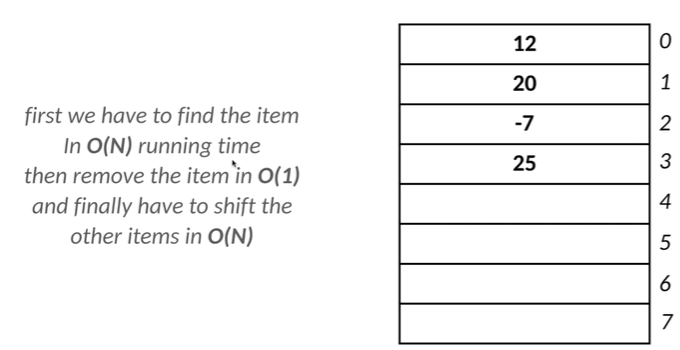 first we have to find the item
In O(N) running time
then remove the item in O(1)
and finally have to shift the
other items in O(N)
12 0
20 1
-7 2
25 3
4
5
6
7